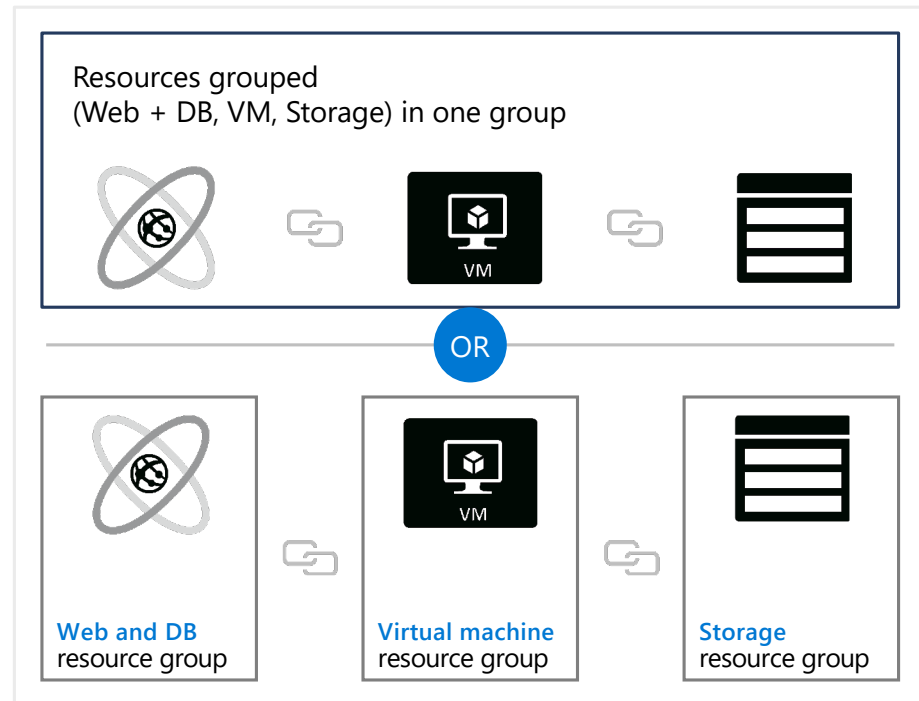 Resources grouped
(Web + DB, VM, Storage) in one group
VM
OR
VM
Web and DB
resource group
Virtual machine
resource group
Storage
resource group